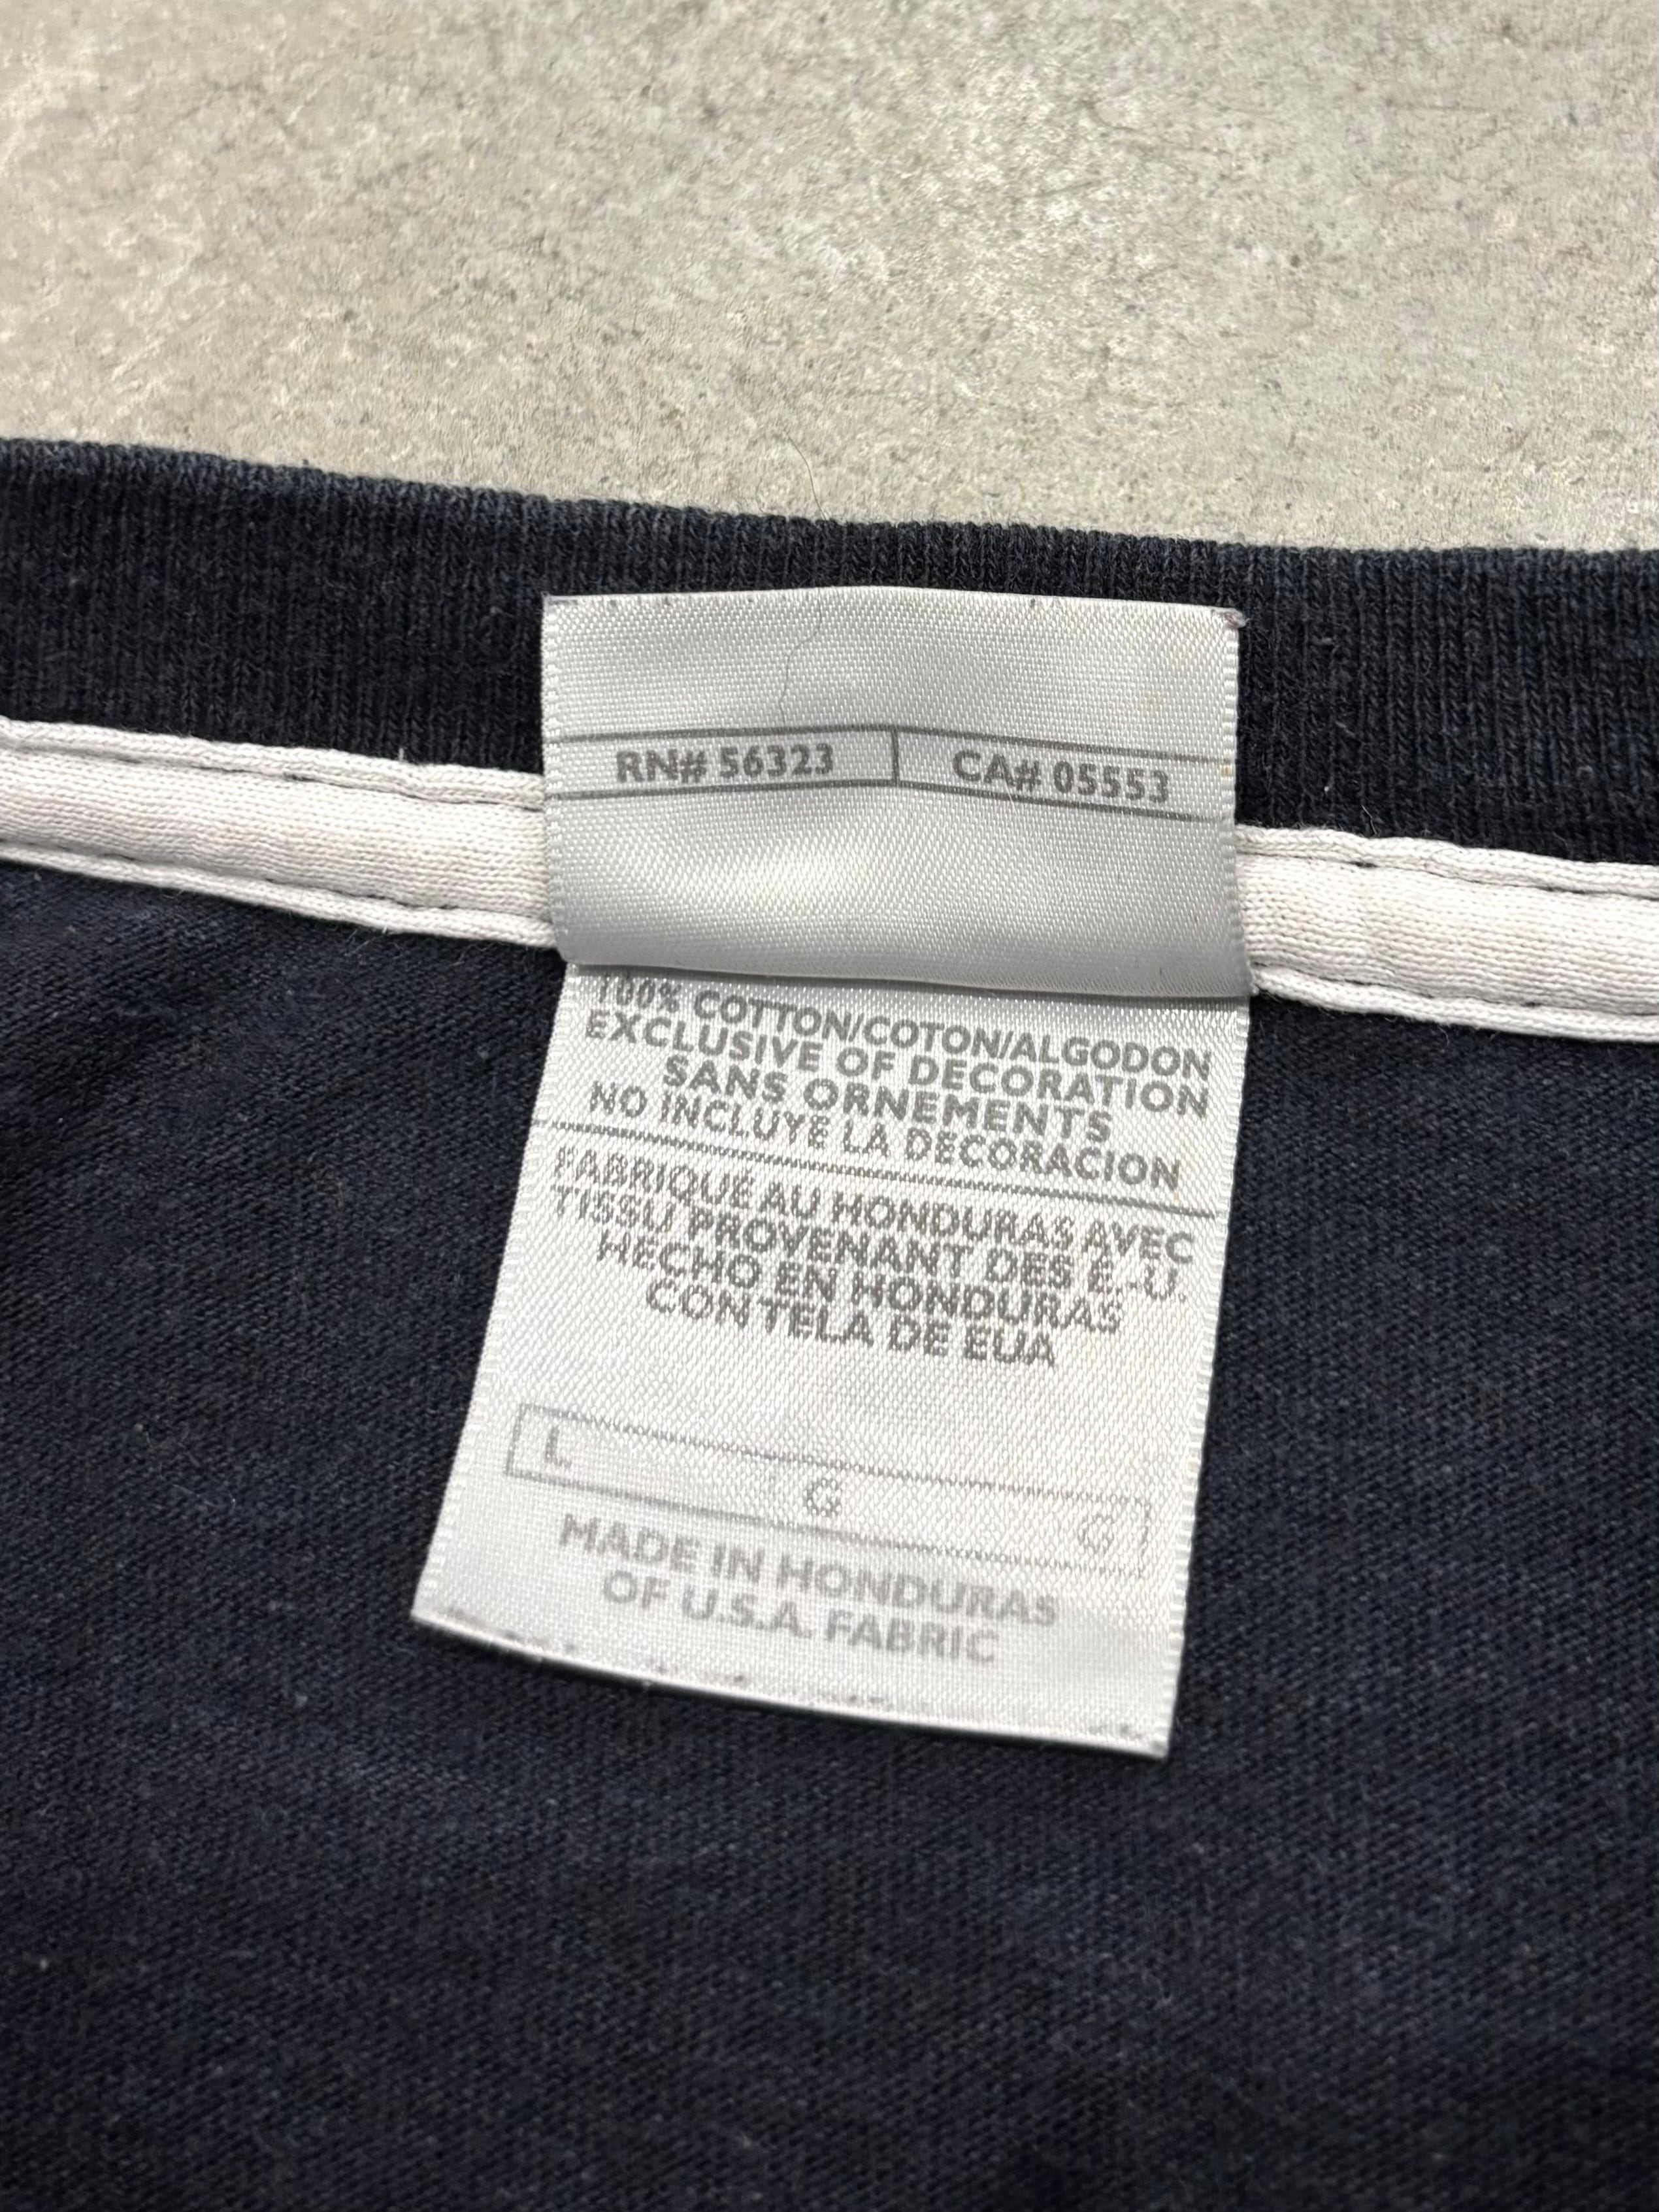 RN# 56323 CA# 05553
100% COTTON/COTON/ALGODON
EXCLUSIVE OF DECORATION
SANS ORNEMENTS
NO INCLUYE LA DECORACION
FABRIQUÉ AU HONDURAS AVEC
TISSU PROVENANT DES É.-U.
HECHO EN HONDURAS
CON TELA DE EUA
L G G
MADE IN HONDURAS
OF U.S.A. FABRIC